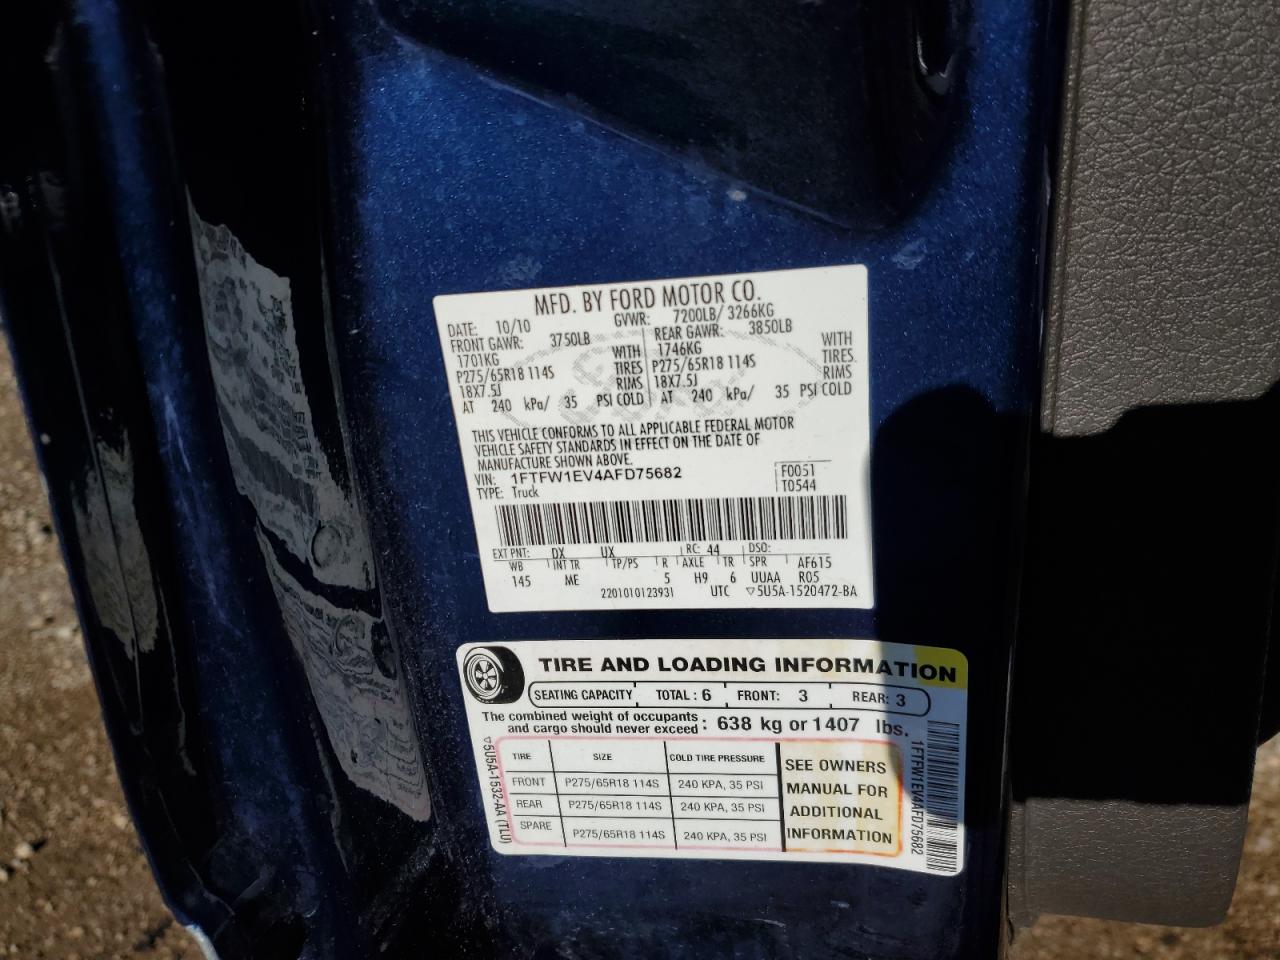 MFD. BY FORD MOTOR CO.
DATE: 10/10 GVWR: 7200LB/ 3266KG
FRONT GAWR: 3750LB REAR GAWR: 3850LB
1701KG WITH 1746KG WITH
P275/65R18 114S TIRES P275/65R18 114S TIRES.
18X7.5J RIMS 18X7.5J RIMS
AT 240 kPa/ 35 PSI COLD AT 240 kPa/ 35 PSI COLD
THIS VEHICLE CONFORMS TO ALL APPLICABLE FEDERAL MOTOR
VEHICLE SAFETY STANDARDS IN EFFECT ON THE DATE OF
MANUFACTURE SHOWN ABOVE.
VIN: 1FTFW1EV4AFD75682 F0051
TYPE: Truck T0544
EXT PNT: DX UX RC: 44 DSO:
WB INT TR TP/PS R AXLE TR SPR AF615
145 ME 5 H9 6 UUAA R05
2201010123931 UTC ▽5U5A-1520472-BA
TIRE AND LOADING INFORMATION
SEATING CAPACITY TOTAL : 6 FRONT: 3 REAR: 3
The combined weight of occupants
and cargo should never exceed : 638 kg or 1407 lbs.
TIRE SIZE COLD TIRE PRESSURE
FRONT P275/65R18 114S 240 KPA, 35 PSI
REAR P275/65R18 114S 240 KPA, 35 PSI
SPARE P275/65R18 114S 240 KPA, 35 PSI
SEE OWNERS
MANUAL FOR
ADDITIONAL
INFORMATION
▽5U5A-1532-AA (TLU)
1FTFW1EV4AFD75682